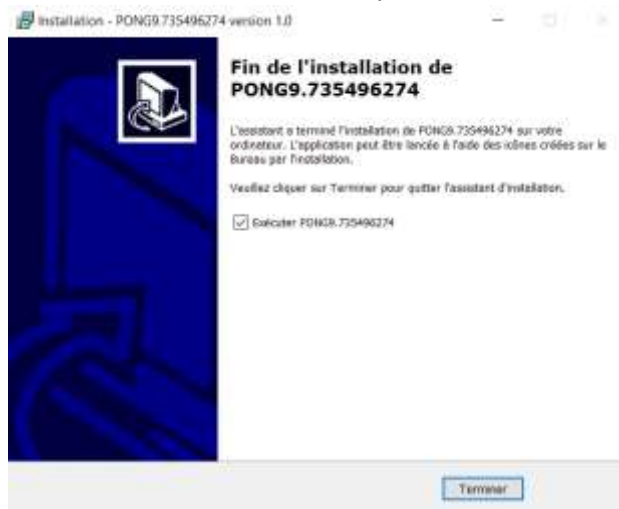 Installation - PONG9.735496274 version 1.0
Fin de l'installation de
PONG9.735496274
L'assistant a terminé l'installation de PONG9.735496274 sur votre
ordinateur. L'application peut être lancée à l'aide des icônes créées sur le
Bureau par l'installation.
Veuillez cliquer sur Terminer pour quitter l'assistant d'installation.
Exécuter PONG9.735496274
Terminer